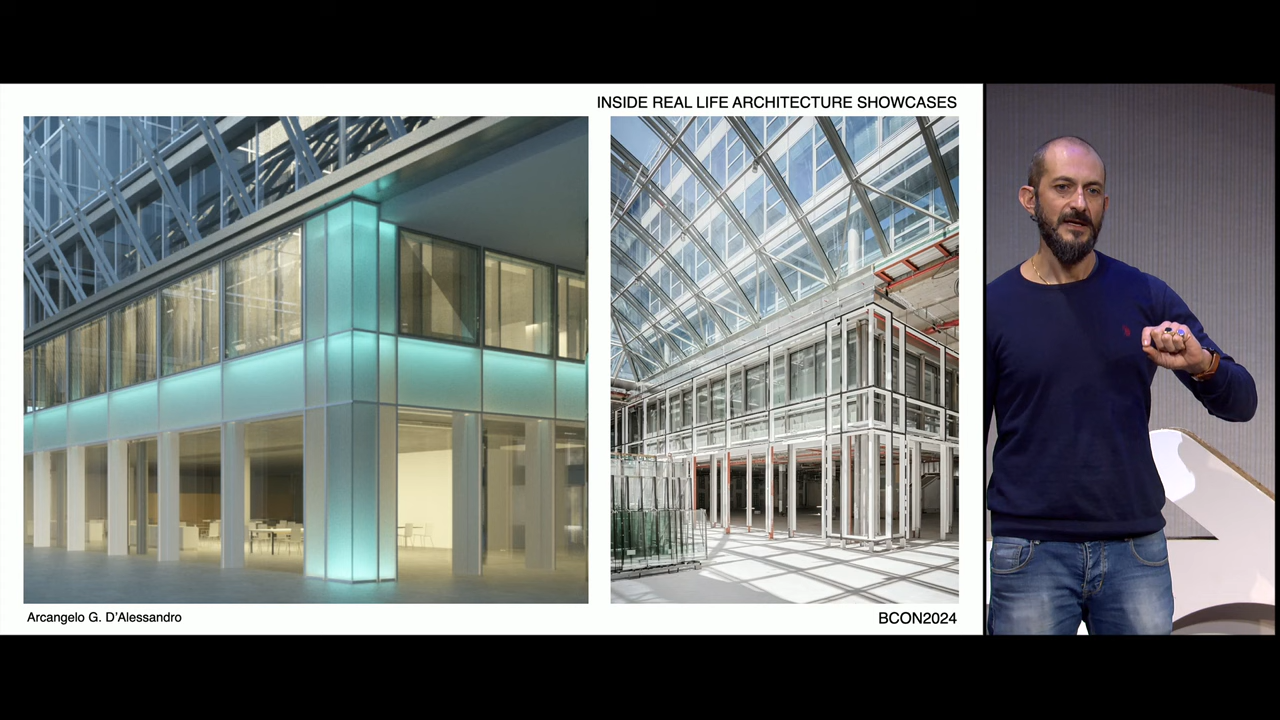 INSIDE REAL LIFE ARCHITECTURE SHOWCASES
Arcangelo G. D'Alessandro
BCON2024